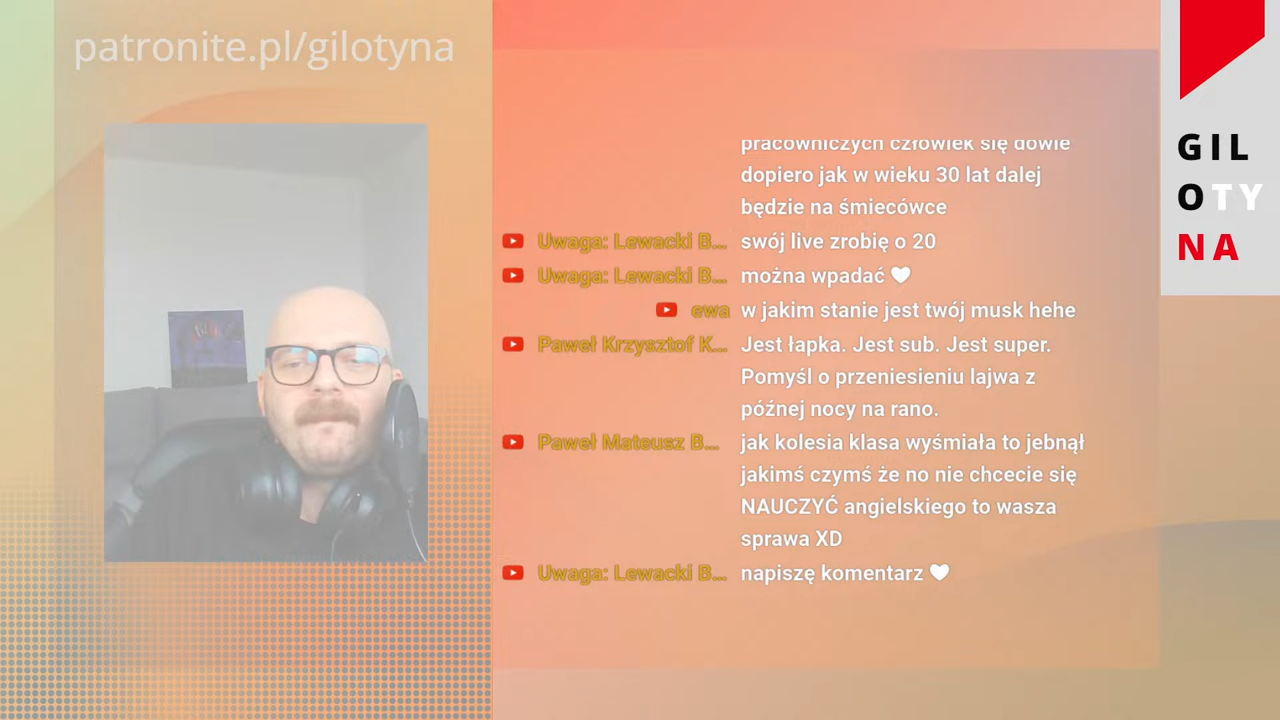 patronite.pl/gilotyna
pracowniczych człowiek się dowie
dopiero jak w wieku 30 lat dalej
będzie na śmiecówce
Uwaga: Lewacki B... swój live zrobię o 20
Uwaga: Lewacki B... można wpadać 🤍
ewa w jakim stanie jest twój musk hehe
Paweł Krzysztof K... Jest łapka. Jest sub. Jest super.
Pomyśl o przeniesieniu lajwa z
późnej nocy na rano.
Paweł Mateusz B... jak kolesia klasa wyśmiała to jebnął
jakimś czymś że no nie chcecie się
NAUCZYĆ angielskiego to wasza
sprawa XD
Uwaga: Lewacki B... napiszę komentarz 🤍
GIL
OTY
NA